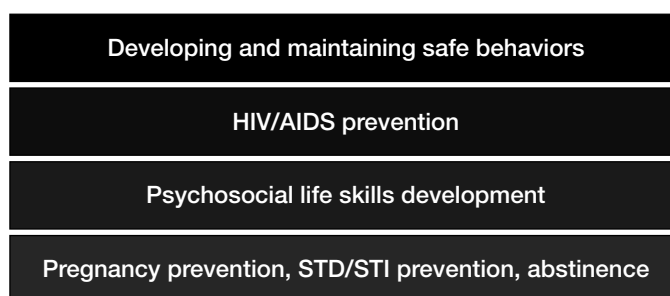 Developing and maintaining safe behaviors
HIV/AIDS prevention
Psychosocial life skills development
Pregnancy prevention, STD/STI prevention, abstinence